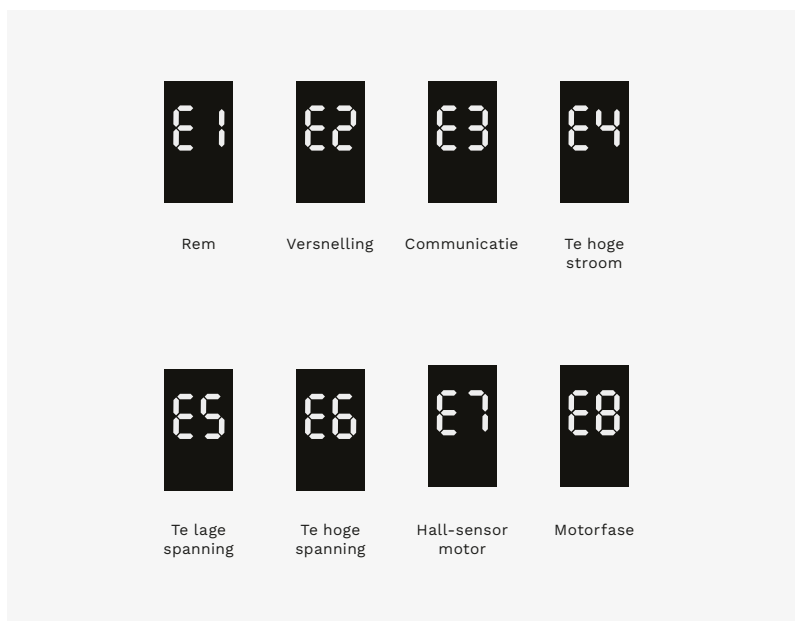 E1 E2 E3 E4
Rem Versnelling Communicatie Te hoge
stroom
E5 E6 E7 E8
Te lage Te hoge Hall-sensor Motorfase
spanning spanning motor